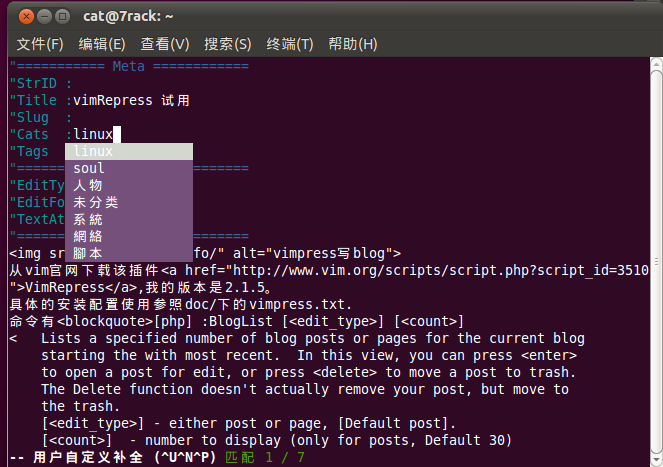 cat@7rack: ~
文件(F) 编辑(E) 查看(V) 搜索(S) 终端(T) 帮助(H)
"=========== Meta ============
"StrID :
"Title :vimRepress 试用
"Slug  :
"Cats  :linux
"Tags   linux
"====== soul ======
"EditTy 人物
"EditFo 未分类
"TextAt 系統
"====== 網絡 ======
<img sr 腳本 fo/" alt="vimpress写blog">
从vim官网下载该插件<a href="http://www.vim.org/scripts/script.php?script_id=3510
">VimRepress</a>,我的版本是2.1.5。
具体的安装配置使用参照doc/下的vimpress.txt.
命令有<blockquote>[php] :BlogList [<edit_type>] [<count>]
<   Lists a specified number of blog posts or pages for the current blog
    starting the with most recent.  In this view, you can press <enter>
    to open a post for edit, or press <delete> to move a post to trash.
    The Delete function doesn't actually remove your post, but move to
    the trash.
    [<edit_type>] - either post or page, [Default post].
    [<count>]  - number to display (only for posts, Default 30)
-- 用户自定义补全 (^U^N^P) 匹配 1 / 7